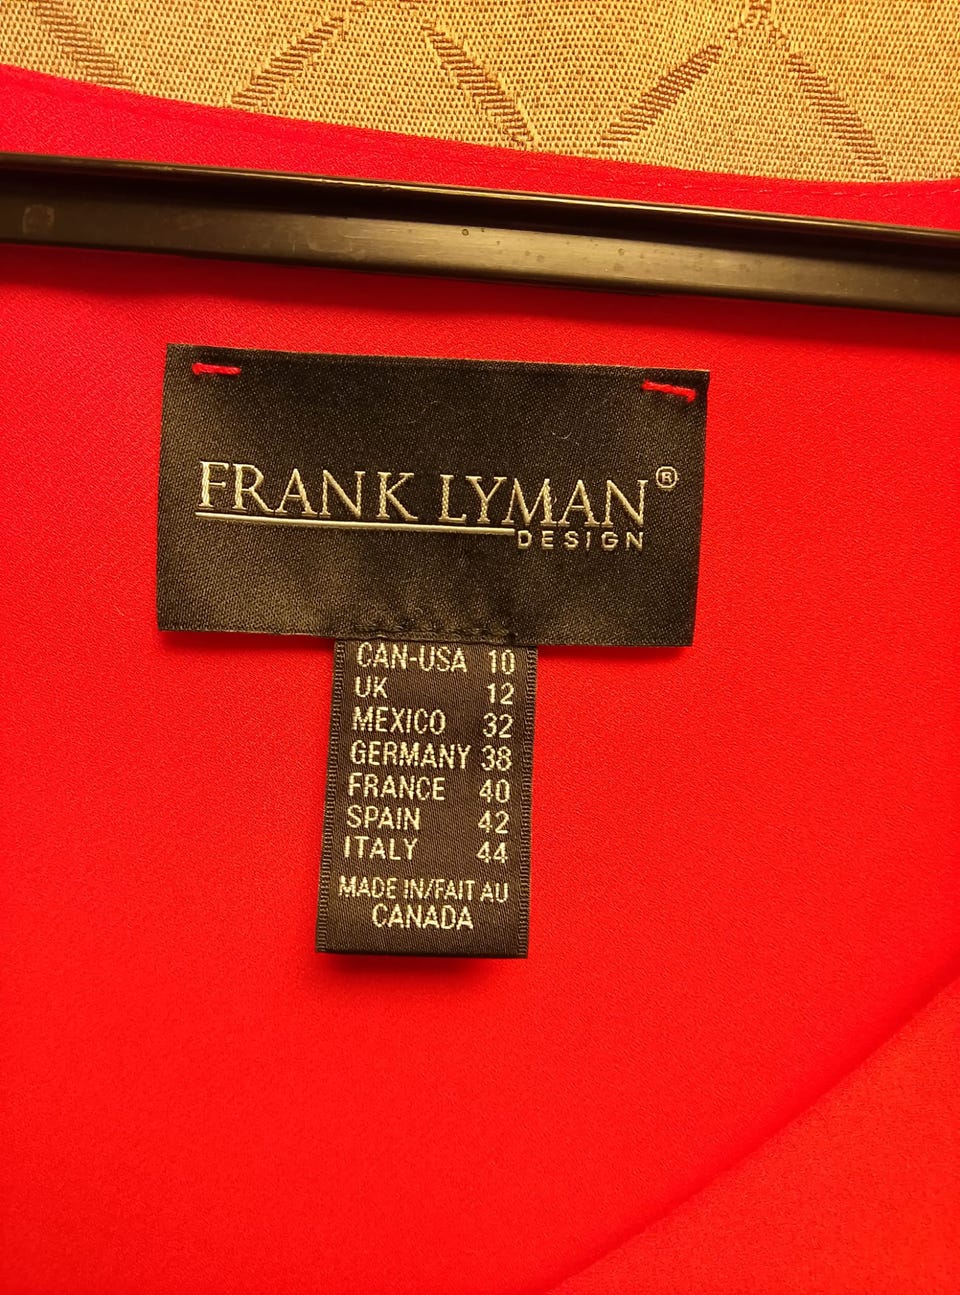 FRANK LYMAN®
DESIGN
CAN-USA 10
UK 12
MEXICO 32
GERMANY 38
FRANCE 40
SPAIN 42
ITALY 44
MADE IN/FAIT AU
CANADA